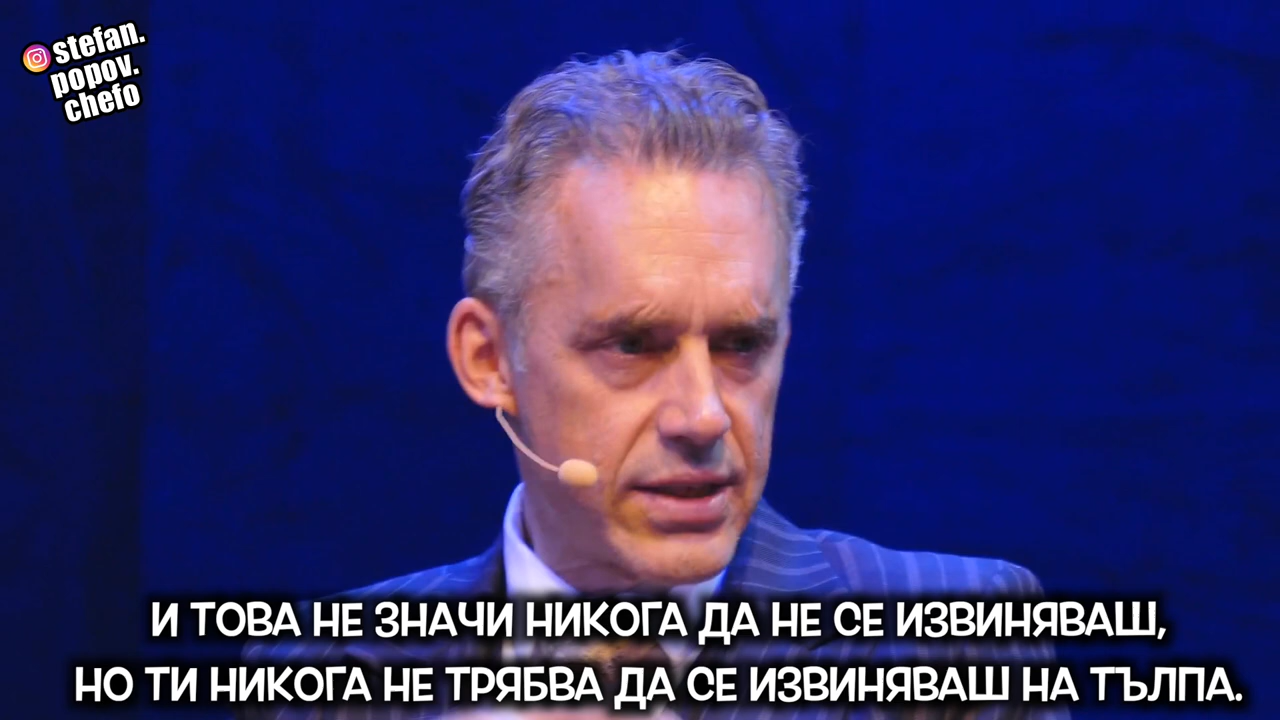 stefan.
popov.
chefo
И ТОВА НЕ ЗНАЧИ НИКОГА ДА НЕ СЕ ИЗВИНЯВАШ,
НО ТИ НИКОГА НЕ ТРЯБВА ДА СЕ ИЗВИНЯВАШ НА ТЪЛПА.